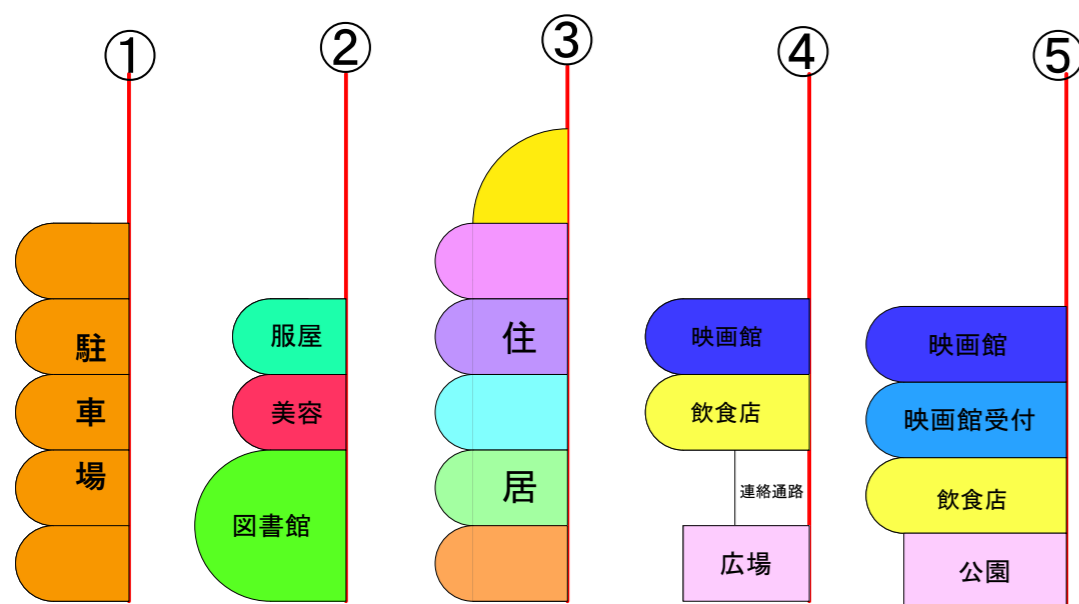 ①
②
③
④
⑤
駐
車
場
服屋
美容
図書館
住
居
映画館
飲食店
連絡通路
広場
映画館
映画館受付
飲食店
公園